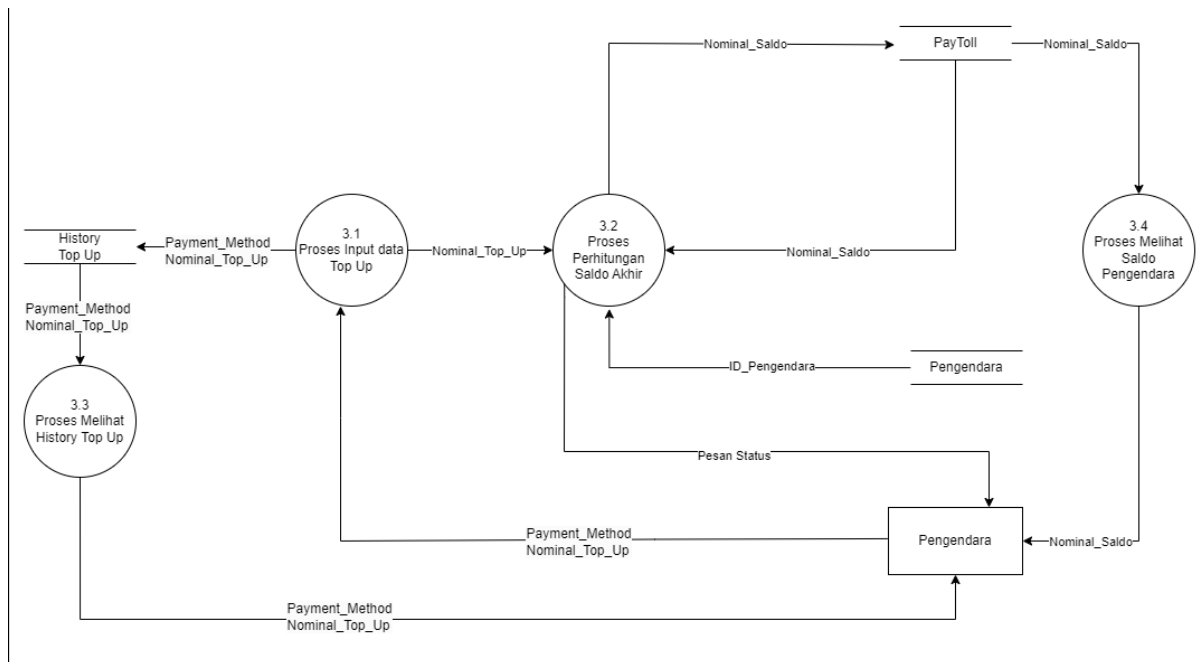 Nominal_Saldo
PayToll
Nominal_Saldo
History
Top Up
Payment_Method
Nominal_Top_Up
3.1
Proses Input data
Top Up
Nominal_Top_Up
3.2
Proses
Perhitungan
Saldo Akhir
Nominal_Saldo
3.4
Proses Melihat
Saldo
Pengendara
Payment_Method
Nominal_Top_Up
ID_Pengendara
Pengendara
3.3
Proses Melihat
History Top Up
Pesan Status
Payment_Method
Nominal_Top_Up
Pengendara
Nominal_Saldo
Payment_Method
Nominal_Top_Up